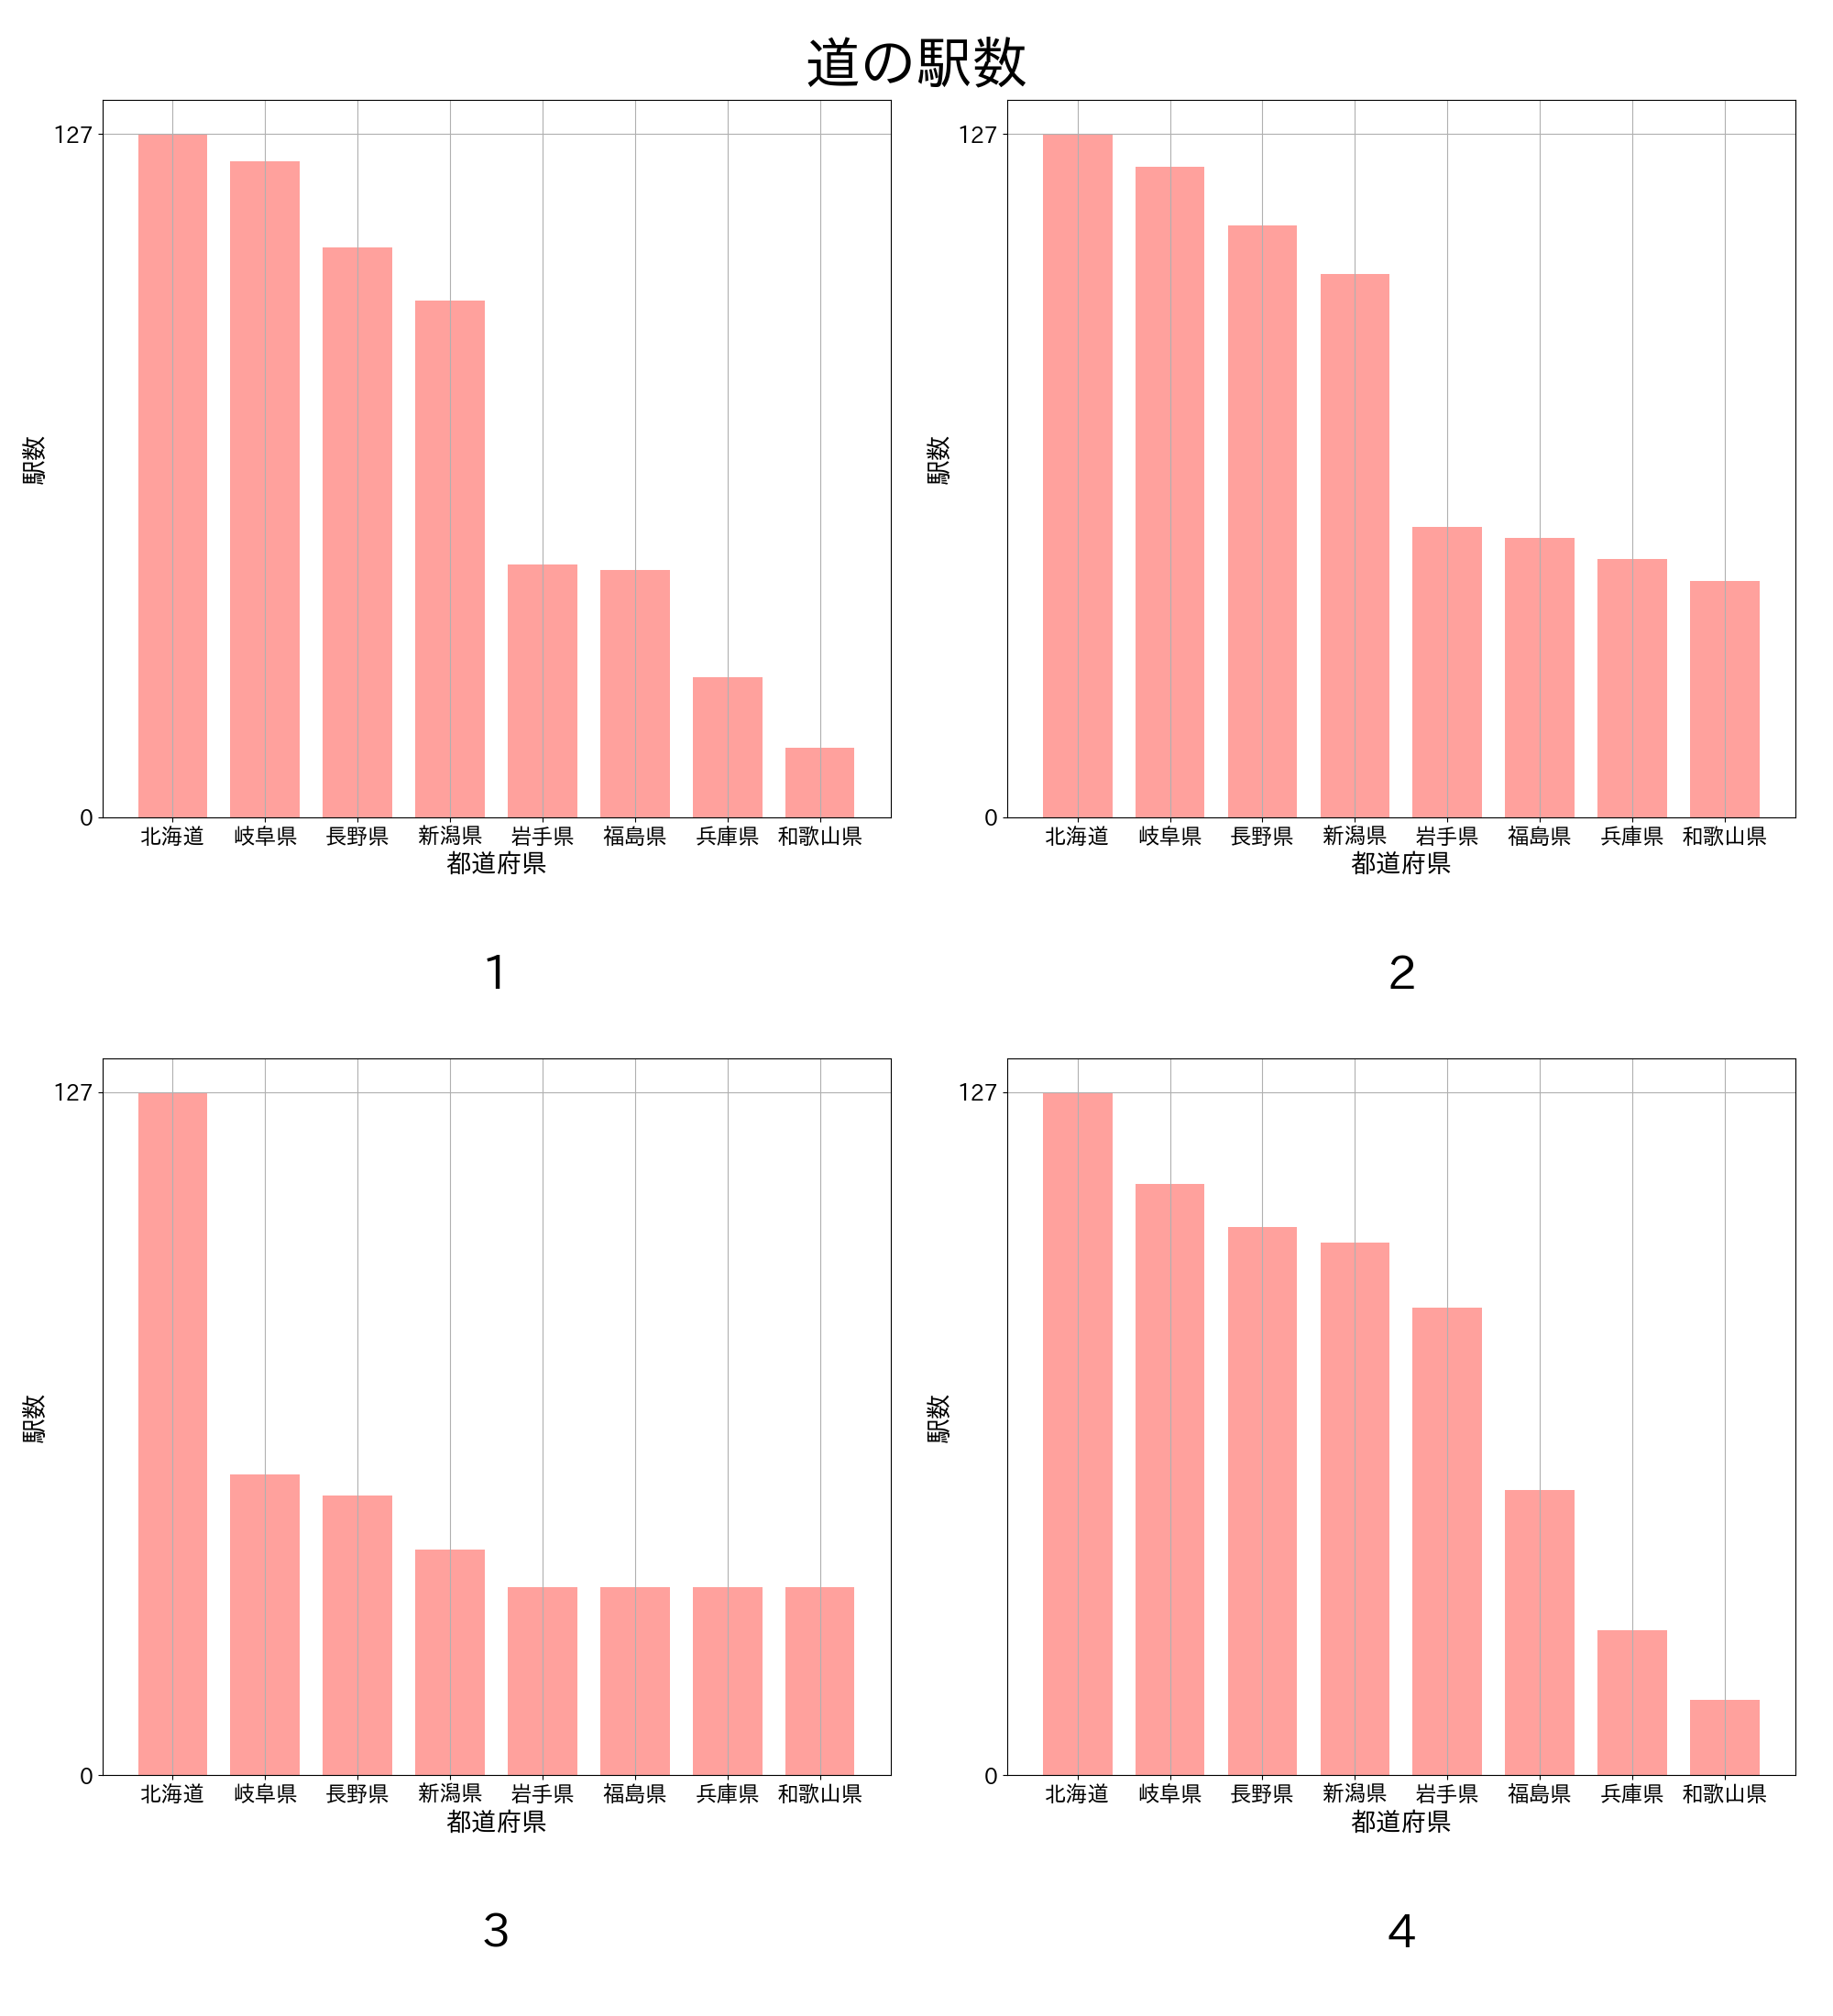 道の駅数
127
駅数
0
北海道 岐阜県 長野県 新潟県 岩手県 福島県 兵庫県 和歌山県
都道府県
1
127
駅数
0
北海道 岐阜県 長野県 新潟県 岩手県 福島県 兵庫県 和歌山県
都道府県
2
127
駅数
0
北海道 岐阜県 長野県 新潟県 岩手県 福島県 兵庫県 和歌山県
都道府県
3
127
駅数
0
北海道 岐阜県 長野県 新潟県 岩手県 福島県 兵庫県 和歌山県
都道府県
4